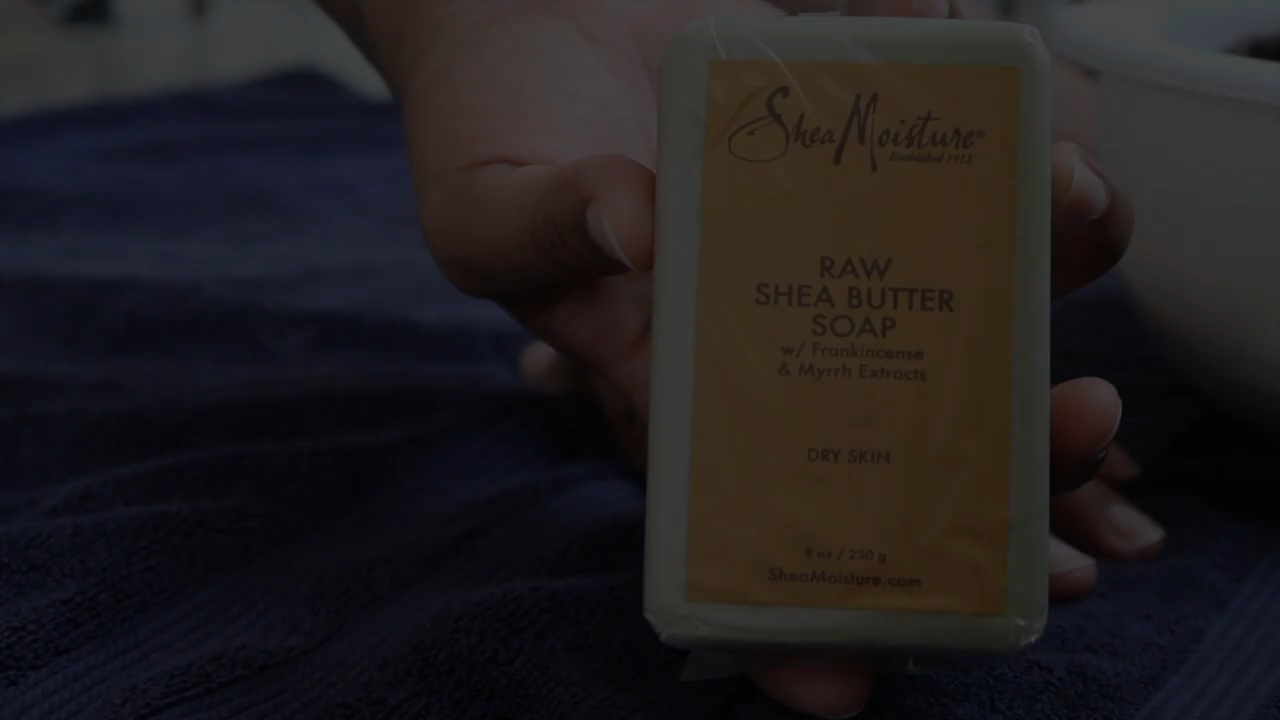 SheaMoisture
Established 1912
RAW
SHEA BUTTER
SOAP
w/ Frankincense
& Myrrh Extracts
DRY SKIN
8 oz / 230 g
SheaMoisture.com